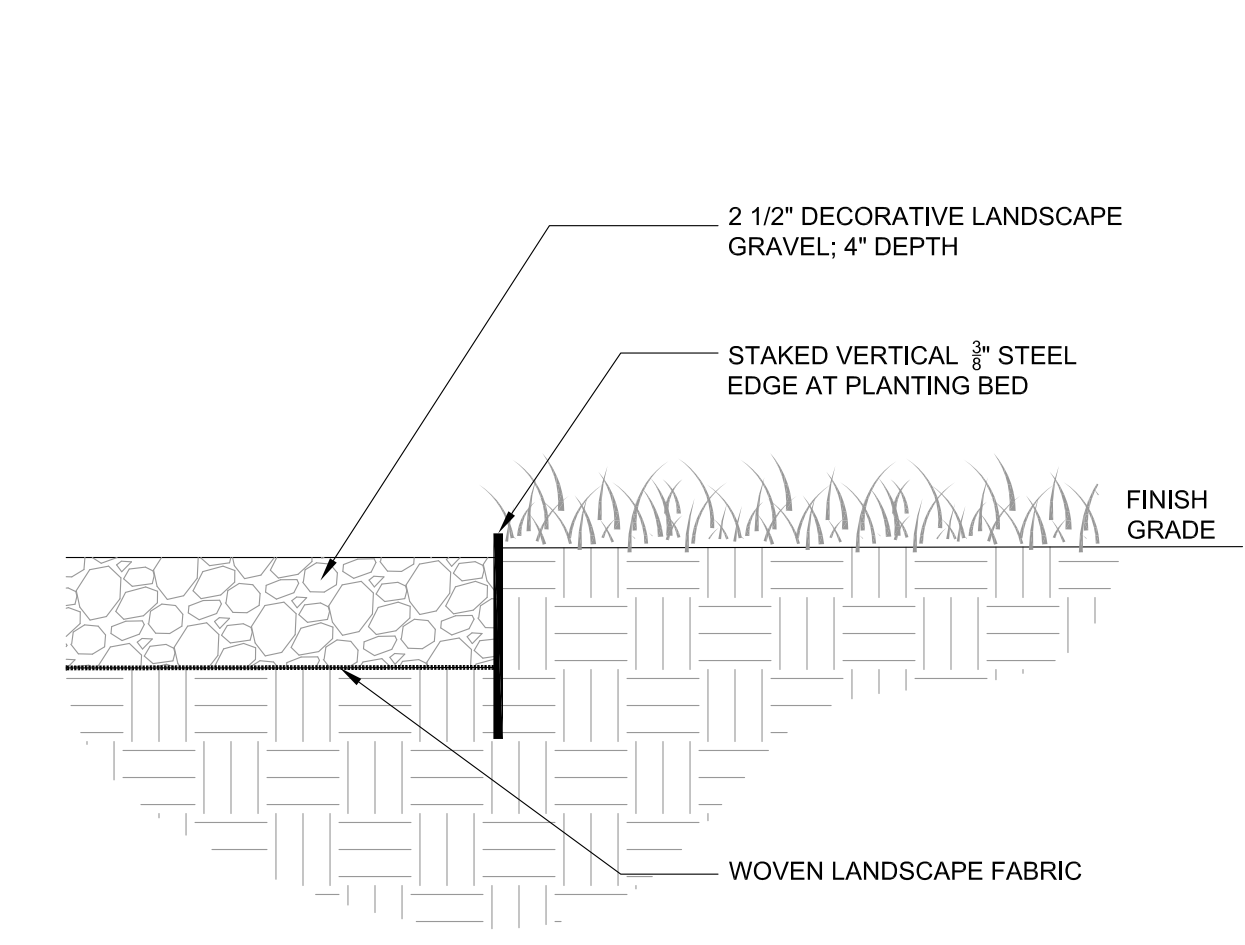 2 1/2" DECORATIVE LANDSCAPE
GRAVEL; 4" DEPTH
STAKED VERTICAL 3/8" STEEL
EDGE AT PLANTING BED
FINISH
GRADE
WOVEN LANDSCAPE FABRIC